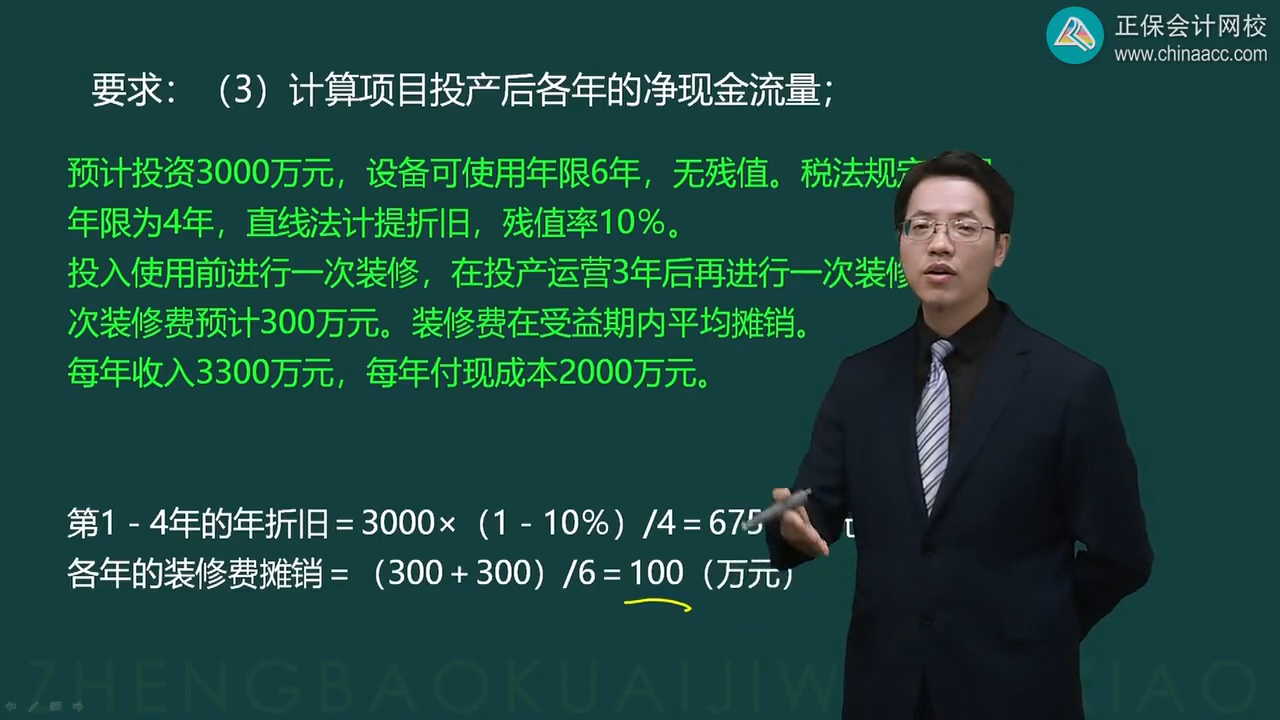 正保会计网校
www.chinaacc.com
要求：（3）计算项目投产后各年的净现金流量；
预计投资3000万元，设备可使用年限6年，无残值。税法规定
年限为4年，直线法计提折旧，残值率10%。
投入使用前进行一次装修，在投产运营3年后再进行一次装修
次装修费预计300万元。装修费在受益期内平均摊销。
每年收入3300万元，每年付现成本2000万元。
第1－4年的年折旧＝3000×（1－10%）/4＝675
各年的装修费摊销＝（300＋300）/6＝100（万元）
ZHENGBAOKUAIJIW XIAO